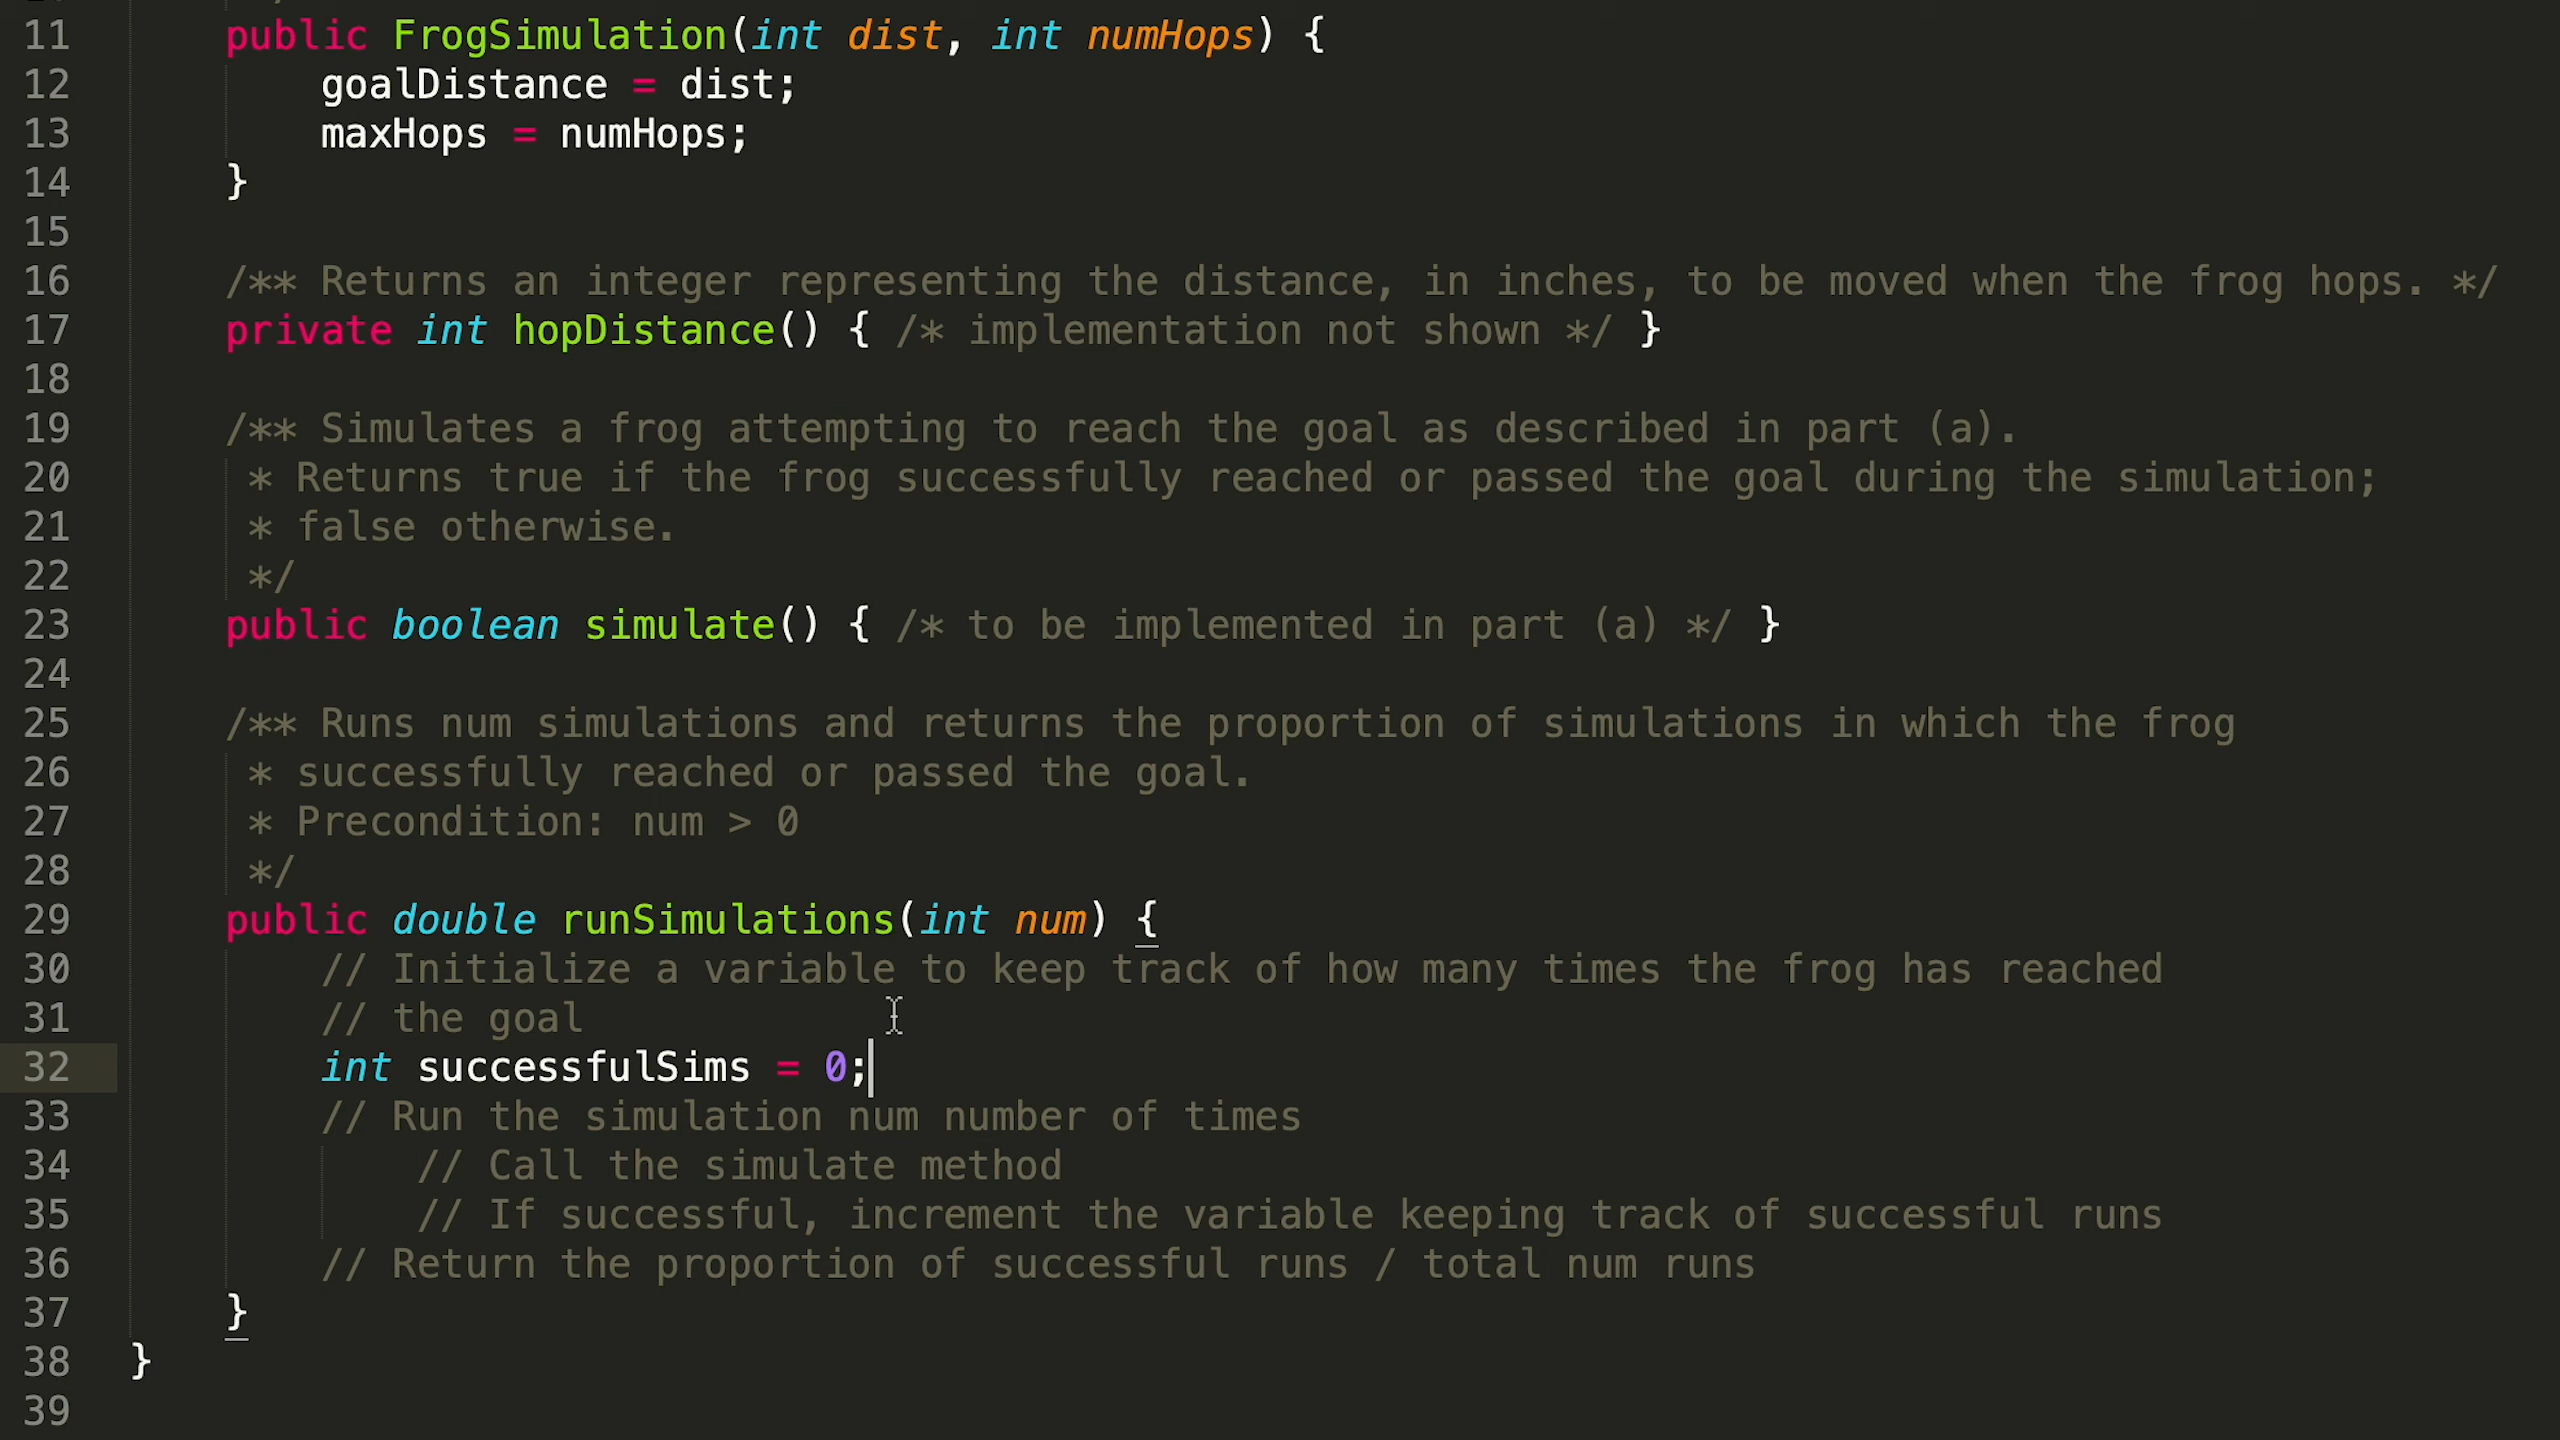 11 public FrogSimulation(int dist, int numHops) {
12 goalDistance = dist;
13 maxHops = numHops;
14 }
15
16 /** Returns an integer representing the distance, in inches, to be moved when the frog hops. */
17 private int hopDistance() { /* implementation not shown */ }
18
19 /** Simulates a frog attempting to reach the goal as described in part (a).
20 * Returns true if the frog successfully reached or passed the goal during the simulation;
21 * false otherwise.
22 */
23 public boolean simulate() { /* to be implemented in part (a) */ }
24
25 /** Runs num simulations and returns the proportion of simulations in which the frog
26 * successfully reached or passed the goal.
27 * Precondition: num > 0
28 */
29 public double runSimulations(int num) {
30 // Initialize a variable to keep track of how many times the frog has reached
31 // the goal
32 int successfulSims = 0;
33 // Run the simulation num number of times
34 // Call the simulate method
35 // If successful, increment the variable keeping track of successful runs
36 // Return the proportion of successful runs / total num runs
37 }
38 }
39